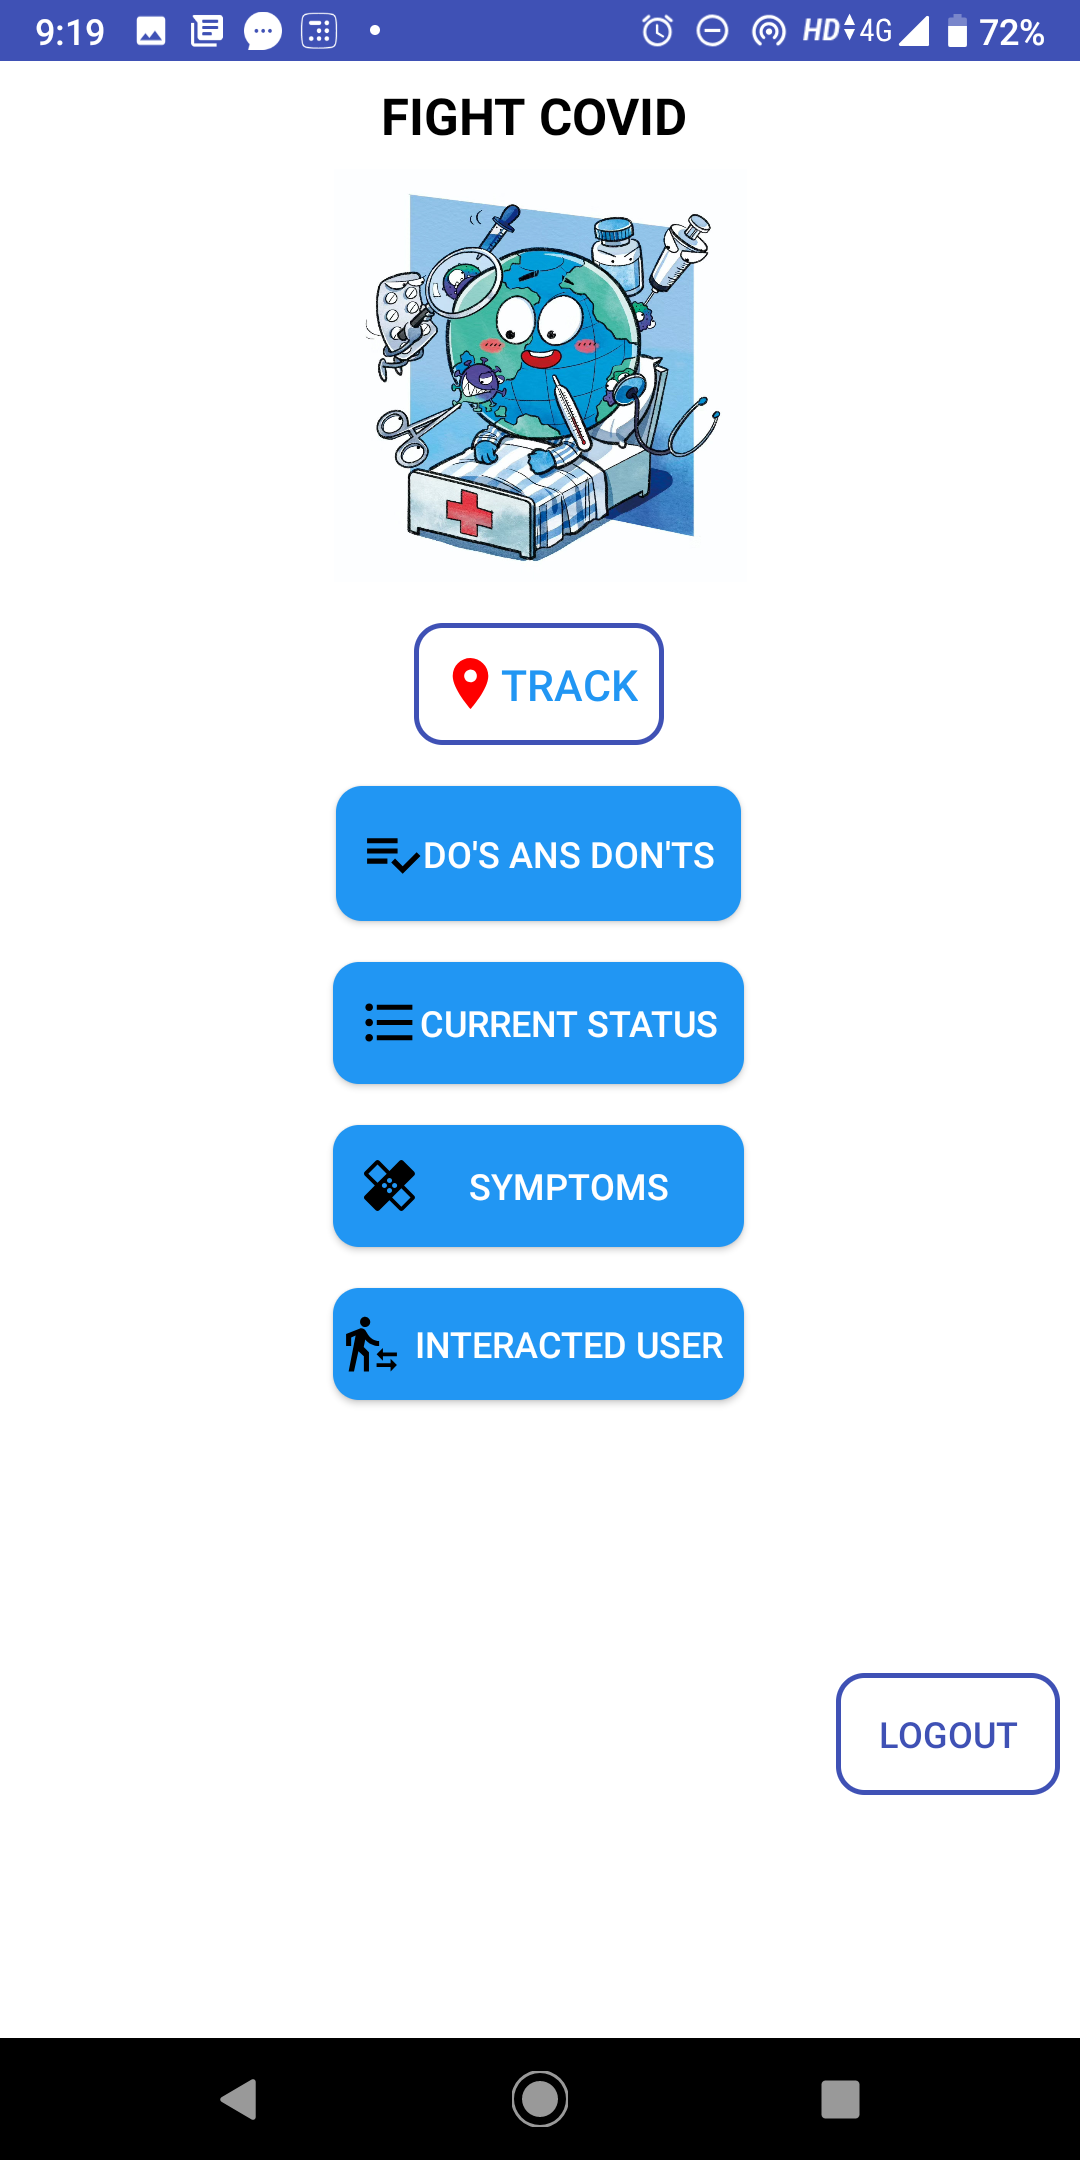 9:19 HD 4G 72%
FIGHT COVID
TRACK
DO'S ANS DON'TS
CURRENT STATUS
SYMPTOMS
INTERACTED USER
LOGOUT